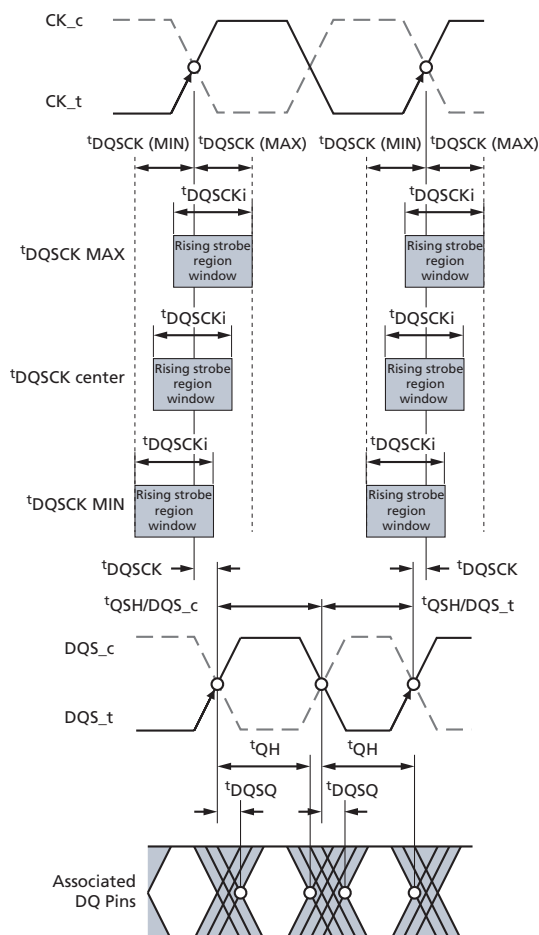 CK_c
CK_t
tDQSCK (MIN) tDQSCK (MAX) tDQSCK (MIN) tDQSCK (MAX)
tDQSCKi tDQSCKi
tDQSCK MAX
Rising strobe
region
window
Rising strobe
region
window
tDQSCKi tDQSCKi
tDQSCK center
Rising strobe
region
window
Rising strobe
region
window
tDQSCKi tDQSCKi
tDQSCK MIN
Rising strobe
region
window
Rising strobe
region
window
tDQSCK tDQSCK
tQSH/DQS_c tQSH/DQS_t
DQS_c
DQS_t
tQH tQH
tDQSQ tDQSQ
Associated
DQ Pins